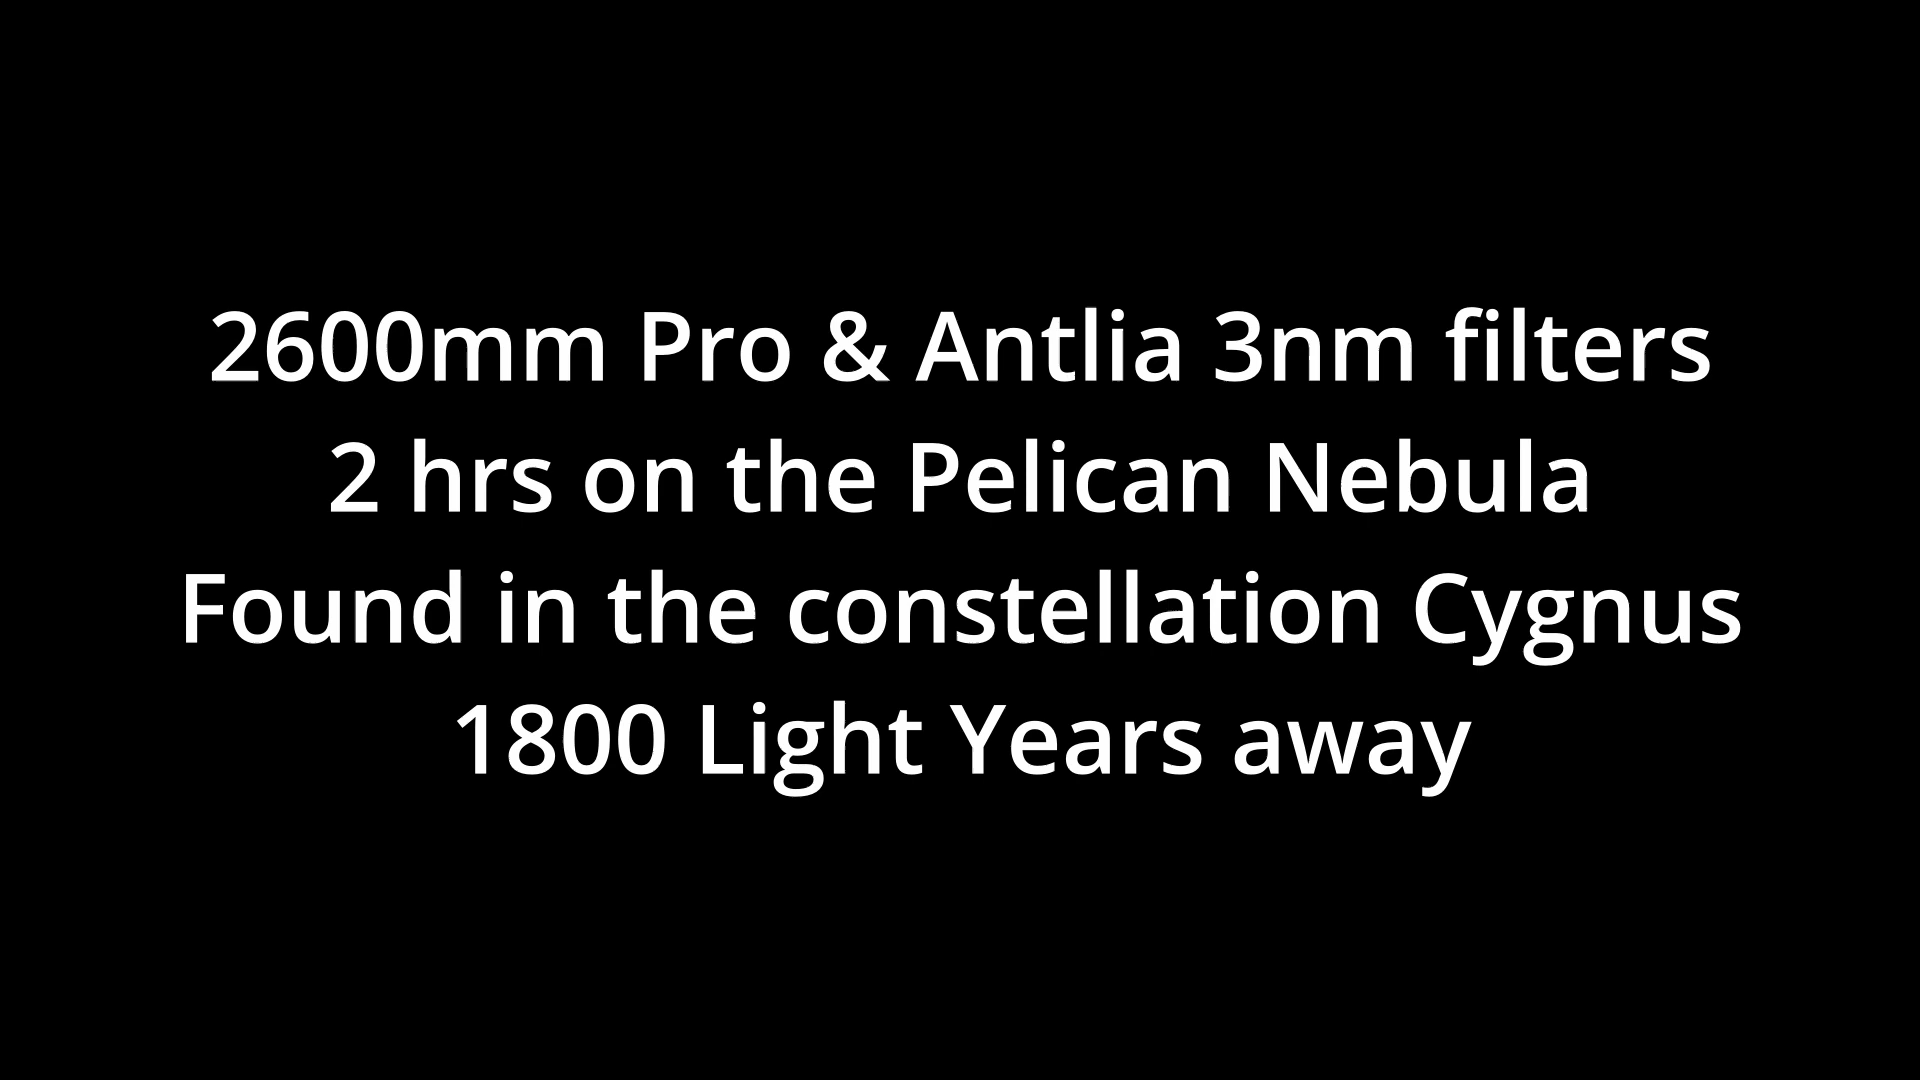 2600mm Pro & Antlia 3nm filters
2 hrs on the Pelican Nebula
Found in the constellation Cygnus
1800 Light Years away